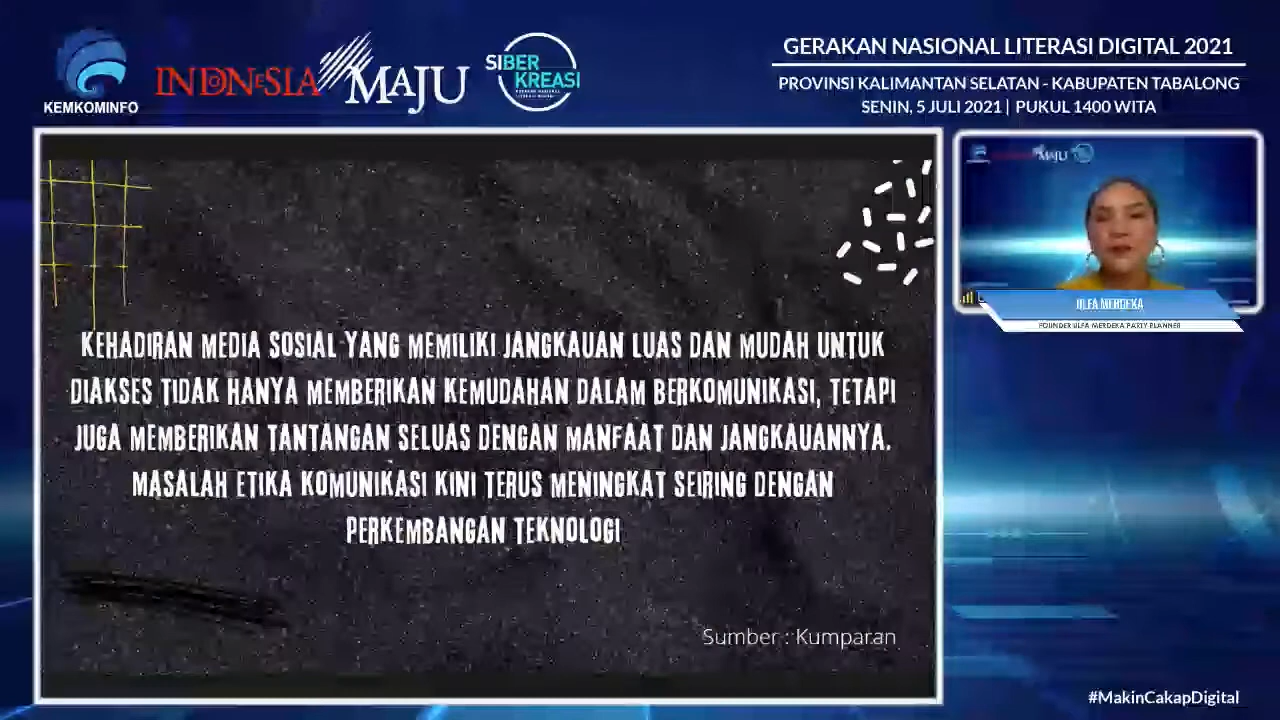 KEMKOMINFO
INDONESIA MAJU
SIBER KREASI
GERAKAN NASIONAL LITERASI DIGITAL 2021
PROVINSI KALIMANTAN SELATAN - KABUPATEN TABALONG
SENIN, 5 JULI 2021 | PUKUL 1400 WITA
KEHADIRAN MEDIA SOSIAL YANG MEMILIKI JANGKAUAN LUAS DAN MUDAH UNTUK
DIAKSES TIDAK HANYA MEMBERIKAN KEMUDAHAN DALAM BERKOMUNIKASI, TETAPI
JUGA MEMBERIKAN TANTANGAN SELUAS DENGAN MANFAAT DAN JANGKAUANNYA.
MASALAH ETIKA KOMUNIKASI KINI TERUS MENINGKAT SEIRING DENGAN
PERKEMBANGAN TEKNOLOGI
Sumber : Kumparan
MAJU
ULFA MERDEKA
FOUNDER ULFA MERDEKA PARTY PLANNER
#MakinCakapDigital